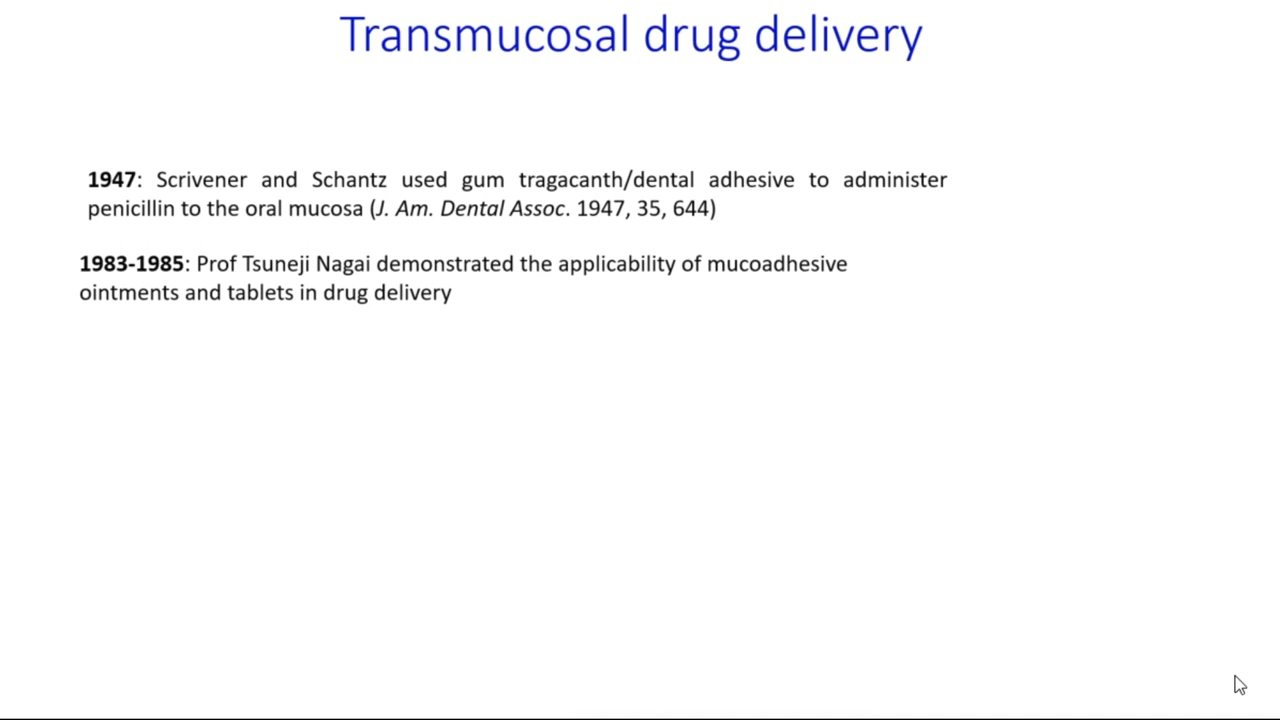 Transmucosal drug delivery
1947: Scrivener and Schantz used gum tragacanth/dental adhesive to administer
penicillin to the oral mucosa (J. Am. Dental Assoc. 1947, 35, 644)
1983-1985: Prof Tsuneji Nagai demonstrated the applicability of mucoadhesive
ointments and tablets in drug delivery